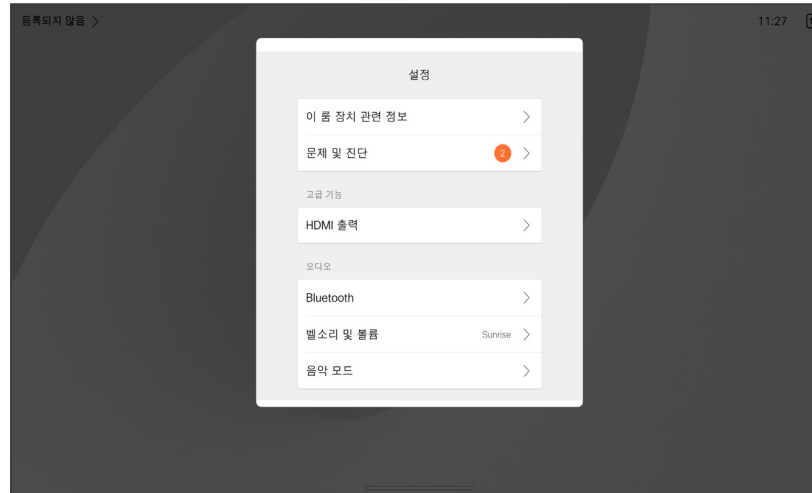 등록되지 않음
11:27
설정
이 룸 장치 관련 정보
문제 및 진단 2
고급 기능
HDMI 출력
오디오
Bluetooth
벨소리 및 볼륨 Sunrise
음악 모드